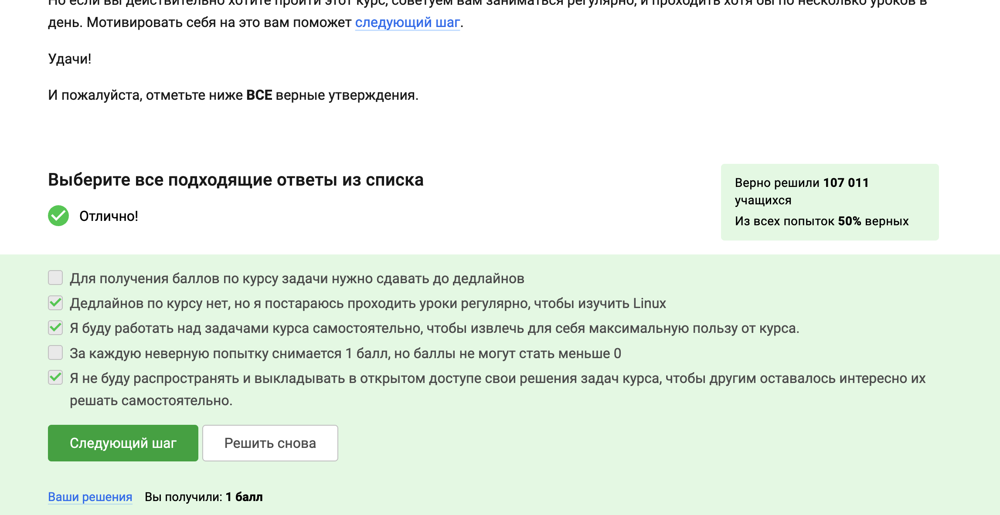 Но если вы действительно хотите пройти этот курс, советуем вам заниматься регулярно, и проходить хотя бы по несколько уроков в
день. Мотивировать себя на это вам поможет следующий шаг.
Удачи!
И пожалуйста, отметьте ниже ВСЕ верные утверждения.
Выберите все подходящие ответы из списка
Верно решили 107 011
учащихся
Из всех попыток 50% верных
Отлично!
Для получения баллов по курсу задачи нужно сдавать до дедлайнов
Дедлайнов по курсу нет, но я постараюсь проходить уроки регулярно, чтобы изучить Linux
Я буду работать над задачами курса самостоятельно, чтобы извлечь для себя максимальную пользу от курса.
За каждую неверную попытку снимается 1 балл, но баллы не могут стать меньше 0
Я не буду распространять и выкладывать в открытом доступе свои решения задач курса, чтобы другим оставалось интересно их
решать самостоятельно.
Следующий шаг Решить снова
Ваши решения Вы получили: 1 балл